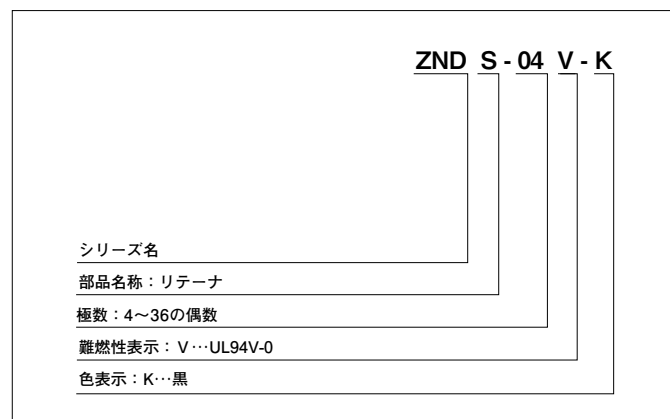 ZND S - 04 V - K
シリーズ名
部品名称：リテーナ
極数：4〜36の偶数
難燃性表示：V…UL94V-0
色表示：K…黒